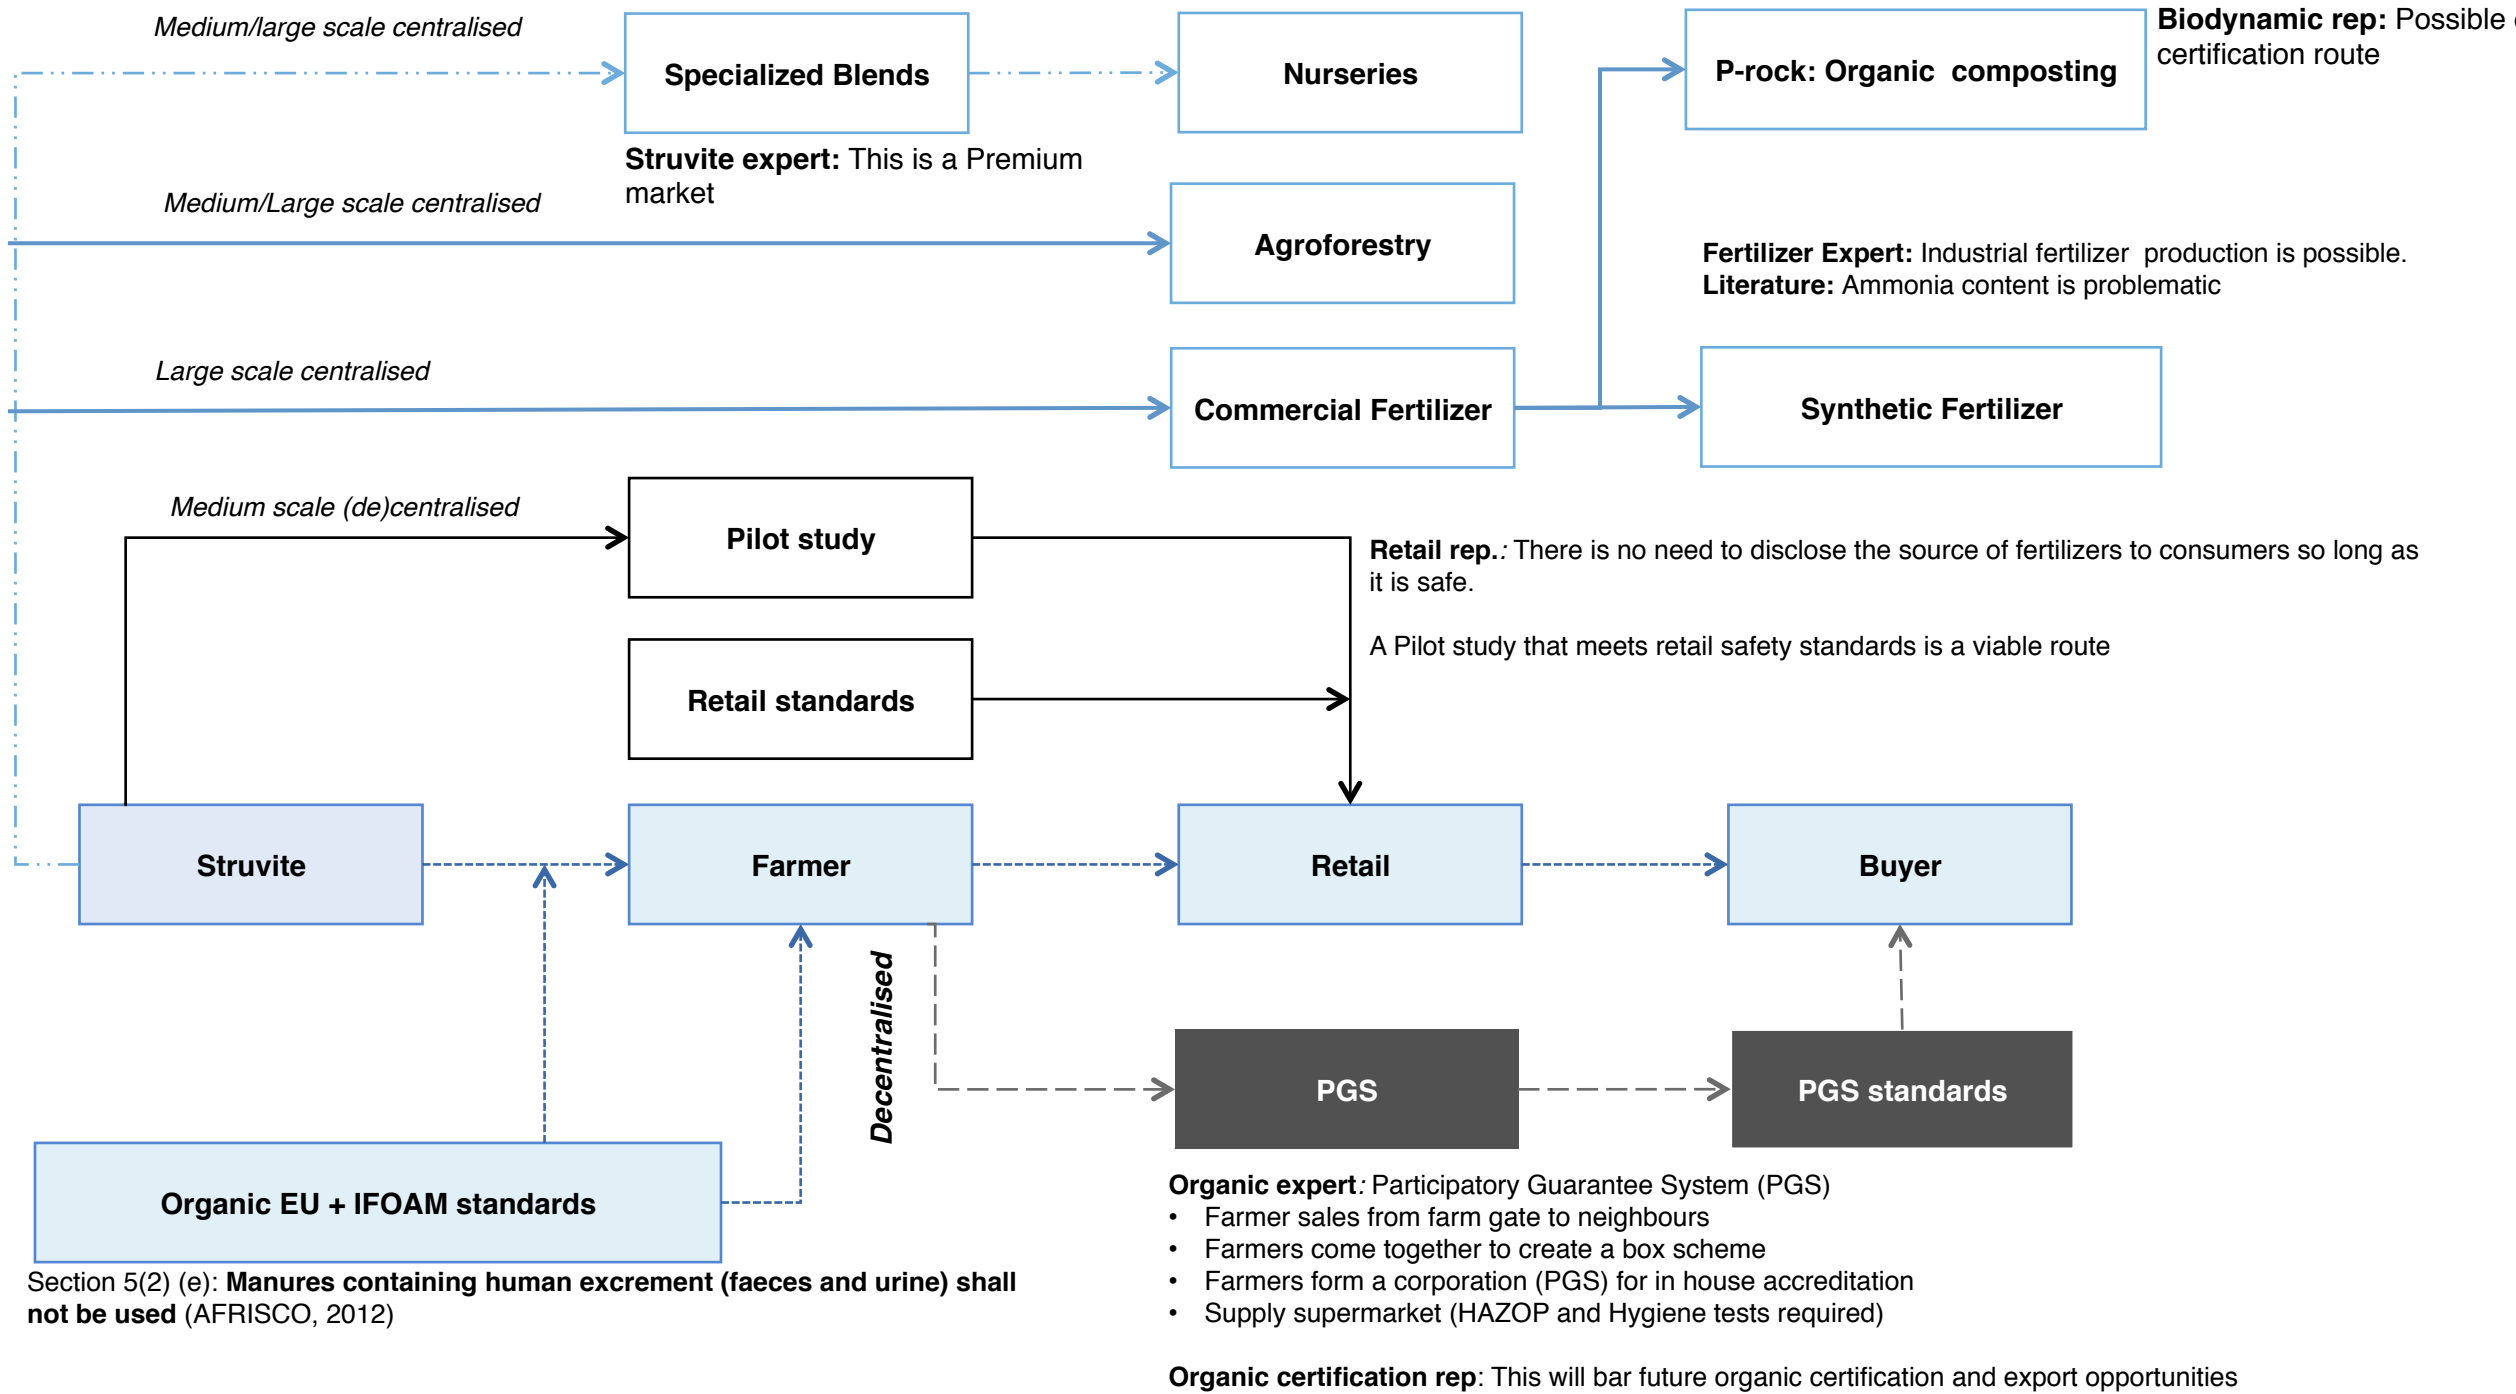 Medium/large scale centralised
Specialized Blends
Nurseries
P-rock: Organic composting
Biodynamic rep: Possible
certification route
Struvite expert: This is a Premium
market
Medium/Large scale centralised
Agroforestry
Fertilizer Expert: Industrial fertilizer production is possible.
Literature: Ammonia content is problematic
Large scale centralised
Commercial Fertilizer
Synthetic Fertilizer
Medium scale (de)centralised
Pilot study
Retail rep.: There is no need to disclose the source of fertilizers to consumers so long as
it is safe.
A Pilot study that meets retail safety standards is a viable route
Retail standards
Struvite
Farmer
Retail
Buyer
Decentralised
PGS
PGS standards
Organic EU + IFOAM standards
Section 5(2) (e): Manures containing human excrement (faeces and urine) shall
not be used (AFRISCO, 2012)
Organic expert: Participatory Guarantee System (PGS)
• Farmer sales from farm gate to neighbours
• Farmers come together to create a box scheme
• Farmers form a corporation (PGS) for in house accreditation
• Supply supermarket (HAZOP and Hygiene tests required)
Organic certification rep: This will bar future organic certification and export opportunities